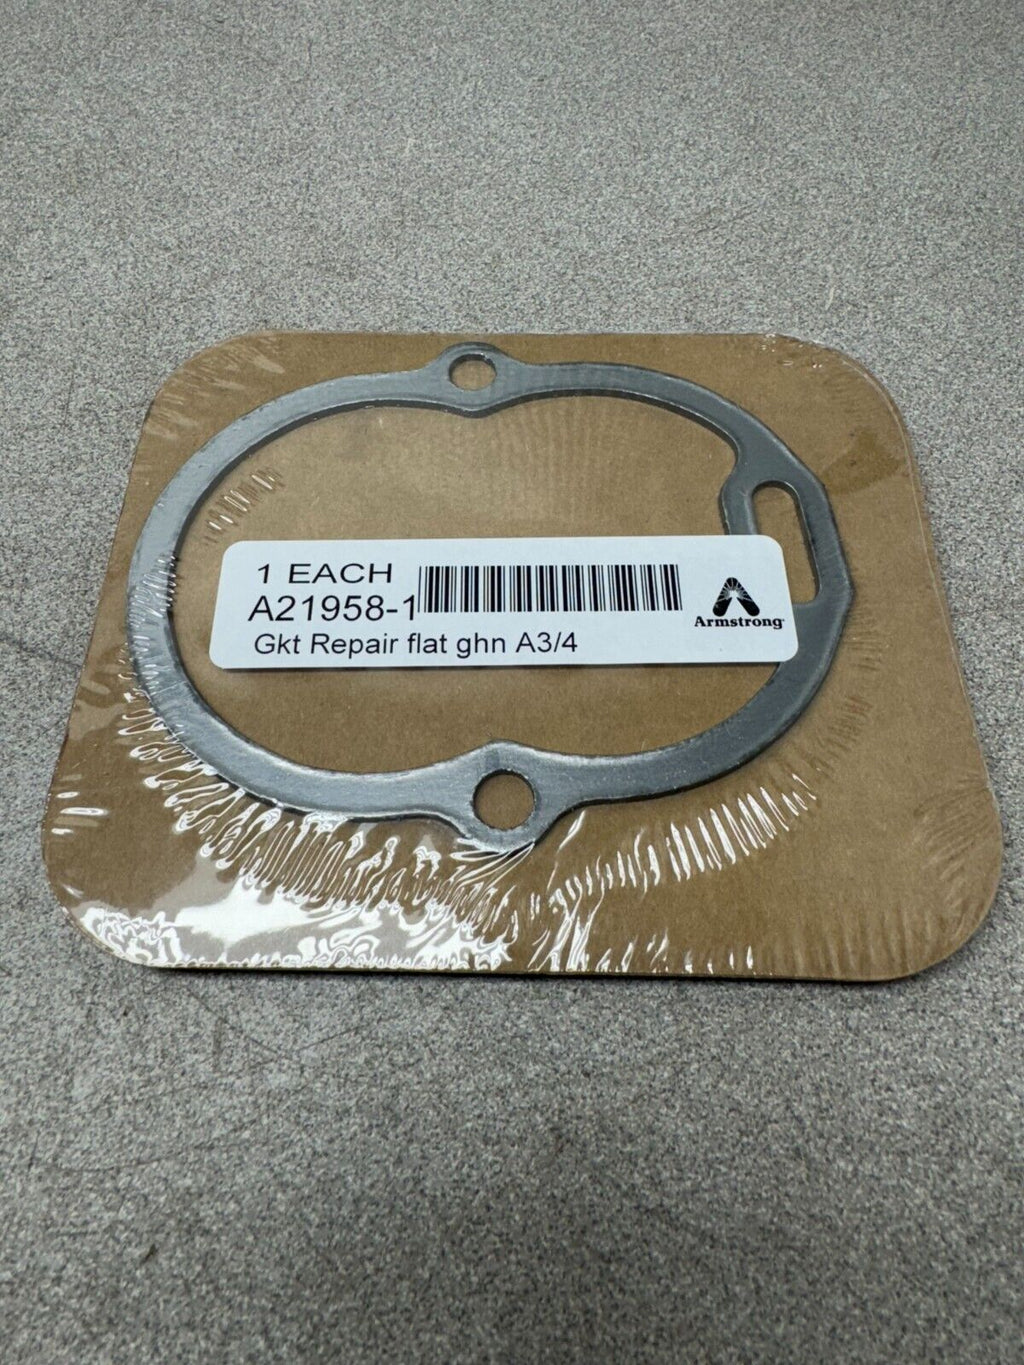 1 EACH
A21958-1
Gkt Repair flat ghn A3/4
Armstrong